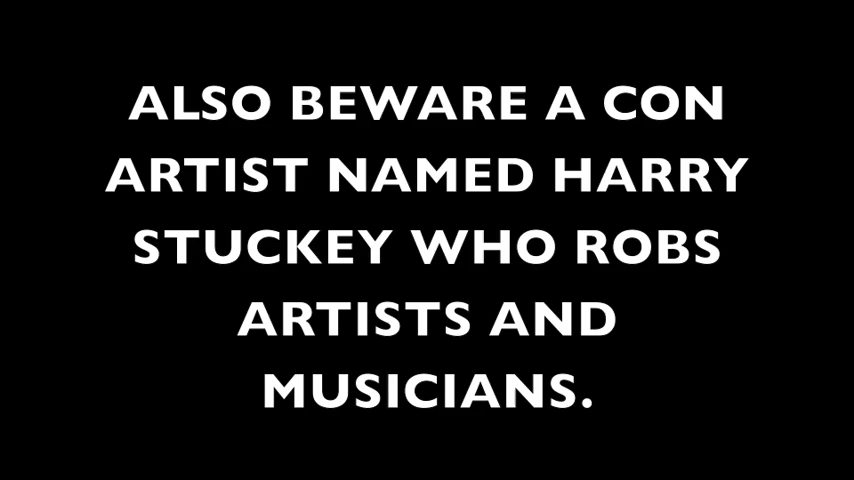 ALSO BEWARE A CON
ARTIST NAMED HARRY
STUCKEY WHO ROBS
ARTISTS AND
MUSICIANS.